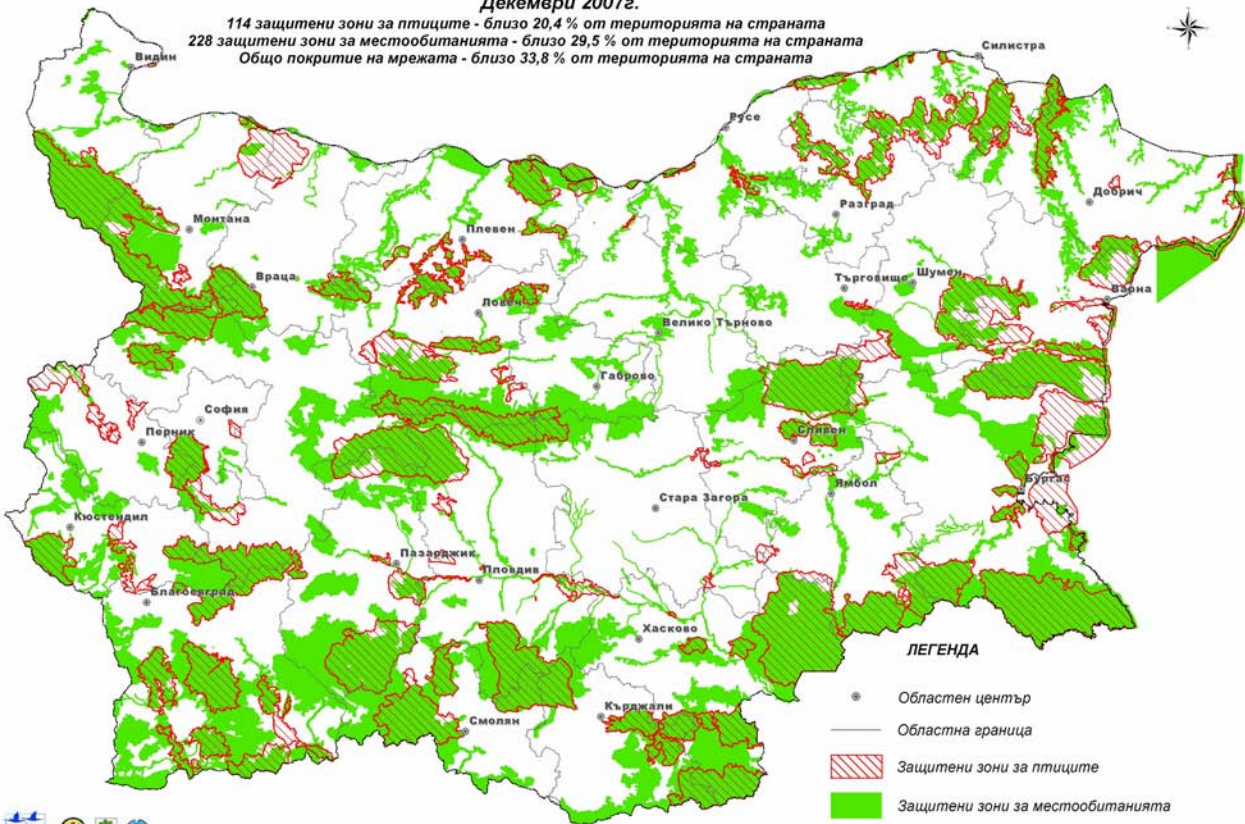 Декември 2007г.
114 защитени зони за птиците - близо 20,4 % от територията на страната
228 защитени зони за местообитанията - близо 29,5 % от територията на страната
Общо покритие на мрежата - близо 33,8 % от територията на страната
Силистра
Видин
Русе
Добрич
Разград
Монтана
Плевен
Търговище
Шумен
Враца
Варна
Ловеч
Велико Търново
Габрово
София
Перник
Сливен
Бургас
Ямбол
Стара Загора
Кюстендил
Пазарджик
Пловдив
Благоевград
Хасково
Кърджали
Смолян
ЛЕГЕНДА
Областен център
Областна граница
Защитени зони за птиците
Защитени зони за местообитанията